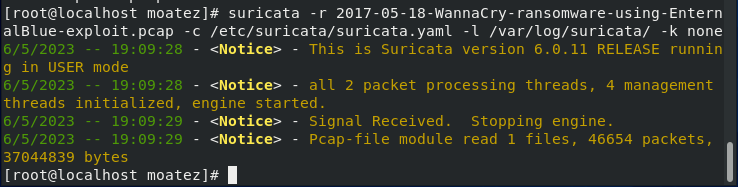 [root@localhost moatez]# suricata -r 2017-05-18-WannaCry-ransomware-using-Entern
alBlue-exploit.pcap -c /etc/suricata/suricata.yaml -l /var/log/suricata/ -k none
6/5/2023 -- 19:09:28 - <Notice> - This is Suricata version 6.0.11 RELEASE runnin
g in USER mode
6/5/2023 -- 19:09:28 - <Notice> - all 2 packet processing threads, 4 management
threads initialized, engine started.
6/5/2023 -- 19:09:29 - <Notice> - Signal Received.  Stopping engine.
6/5/2023 -- 19:09:29 - <Notice> - Pcap-file module read 1 files, 46654 packets,
37044839 bytes
[root@localhost moatez]#